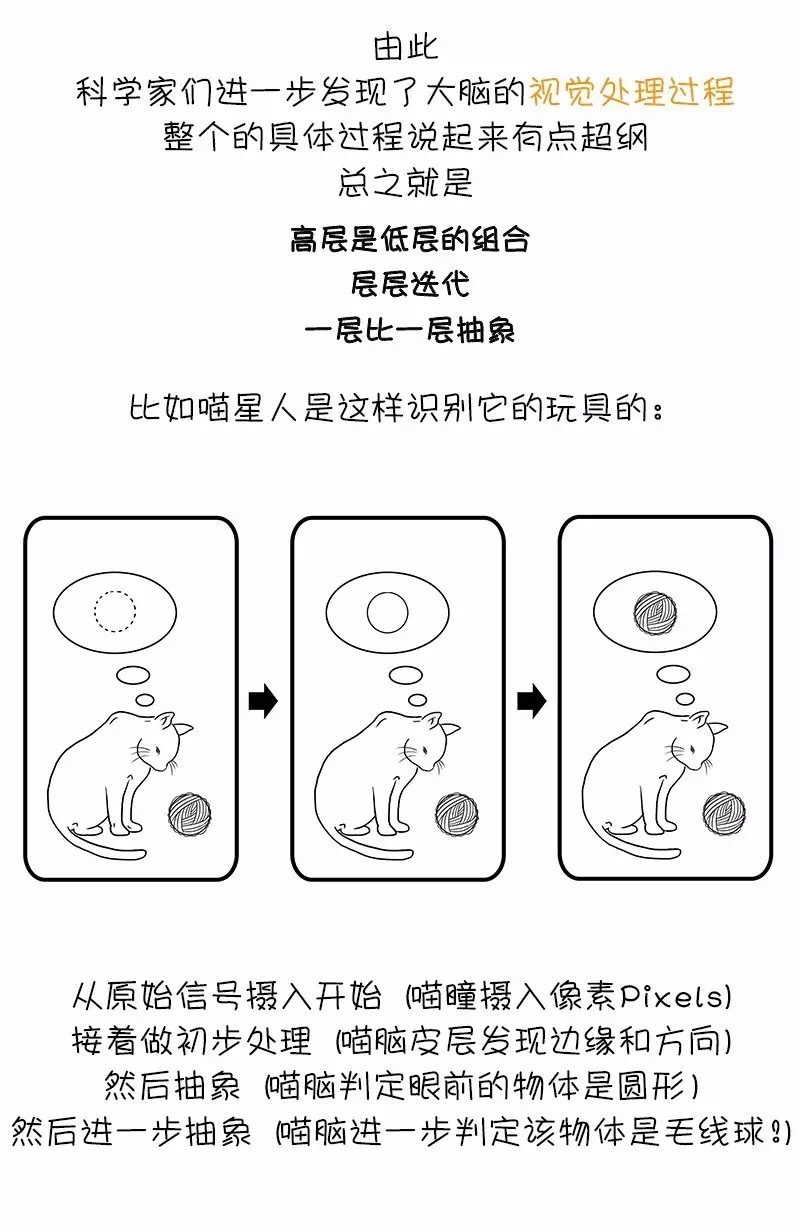 由此
科学家们进一步发现了大脑的视觉处理过程
整个的具体过程说起来有点超纲
总之就是
高层是低层的组合
层层迭代
一层比一层抽象
比如喵星人是这样识别它的玩具的：
从原始信号摄入开始（喵瞳摄入像素Pixels）
接着做初步处理（喵脑皮层发现边缘和方向）
然后抽象（喵脑判定眼前的物体是圆形）
然后进一步抽象（喵脑进一步判定该物体是毛线球！）